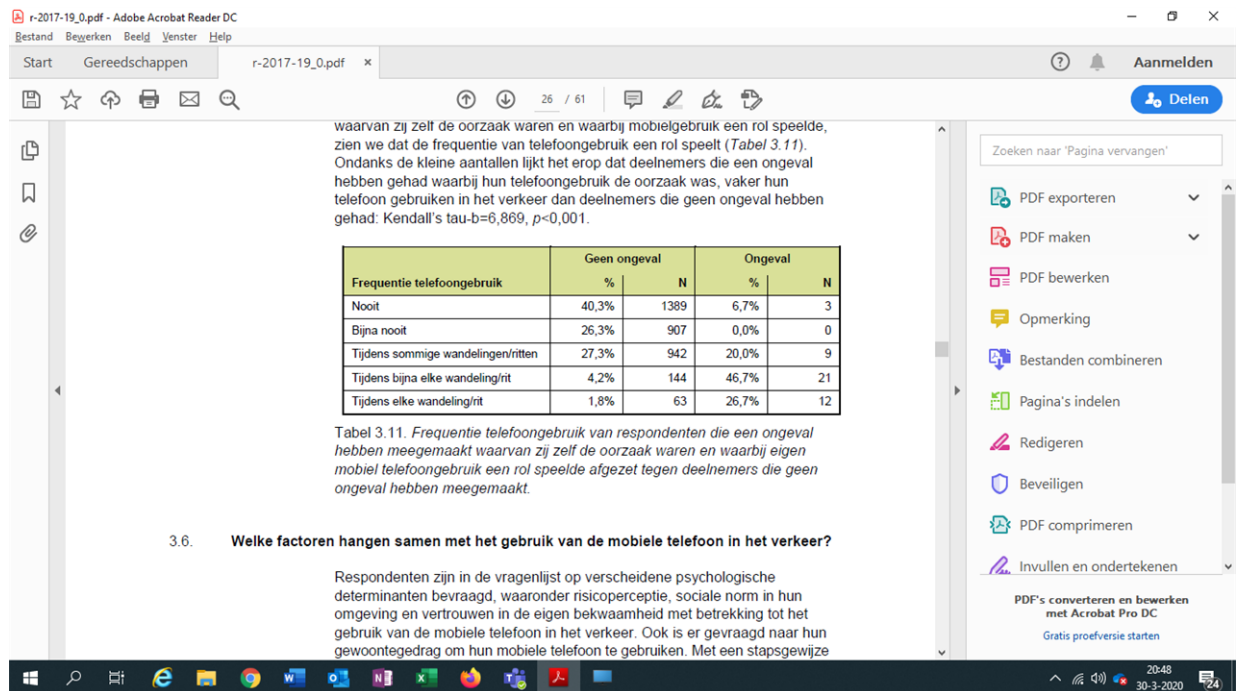 r-2017-19_0.pdf - Adobe Acrobat Reader DC
Bestand Bewerken Beeld Venster Help
Start Gereedschappen r-2017-19_0.pdf × ? Aanmelden
26 / 61 Delen
waarvan zij zelf de oorzaak waren en waarbij mobielgebruik een rol speelde,
zien we dat de frequentie van telefoongebruik een rol speelt (Tabel 3.11).
Ondanks de kleine aantallen lijkt het erop dat deelnemers die een ongeval
hebben gehad waarbij hun telefoongebruik de oorzaak was, vaker hun
telefoon gebruiken in het verkeer dan deelnemers die geen ongeval hebben
gehad: Kendall's tau-b=6,869, p<0,001.
Geen ongeval Ongeval
Frequentie telefoongebruik % N % N
Nooit 40,3% 1389 6,7% 3
Bijna nooit 26,3% 907 0,0% 0
Tijdens sommige wandelingen/ritten 27,3% 942 20,0% 9
Tijdens bijna elke wandeling/rit 4,2% 144 46,7% 21
Tijdens elke wandeling/rit 1,8% 63 26,7% 12
Tabel 3.11. Frequentie telefoongebruik van respondenten die een ongeval
hebben meegemaakt waarvan zij zelf de oorzaak waren en waarbij eigen
mobiel telefoongebruik een rol speelde afgezet tegen deelnemers die geen
ongeval hebben meegemaakt.
3.6. Welke factoren hangen samen met het gebruik van de mobiele telefoon in het verkeer?
Respondenten zijn in de vragenlijst op verscheidene psychologische
determinanten bevraagd, waaronder risicoperceptie, sociale norm in hun
omgeving en vertrouwen in de eigen bekwaamheid met betrekking tot het
gebruik van de mobiele telefoon in het verkeer. Ook is er gevraagd naar hun
gewoontegedrag om hun mobiele telefoon te gebruiken. Met een stapsgewijze
Zoeken naar 'Pagina vervangen'
PDF exporteren
PDF maken
PDF bewerken
Opmerking
Bestanden combineren
Pagina's indelen
Redigeren
Beveiligen
PDF comprimeren
Invullen en ondertekenen
PDF's converteren en bewerken
met Acrobat Pro DC
Gratis proefversie starten
20:48
30-3-2020
24